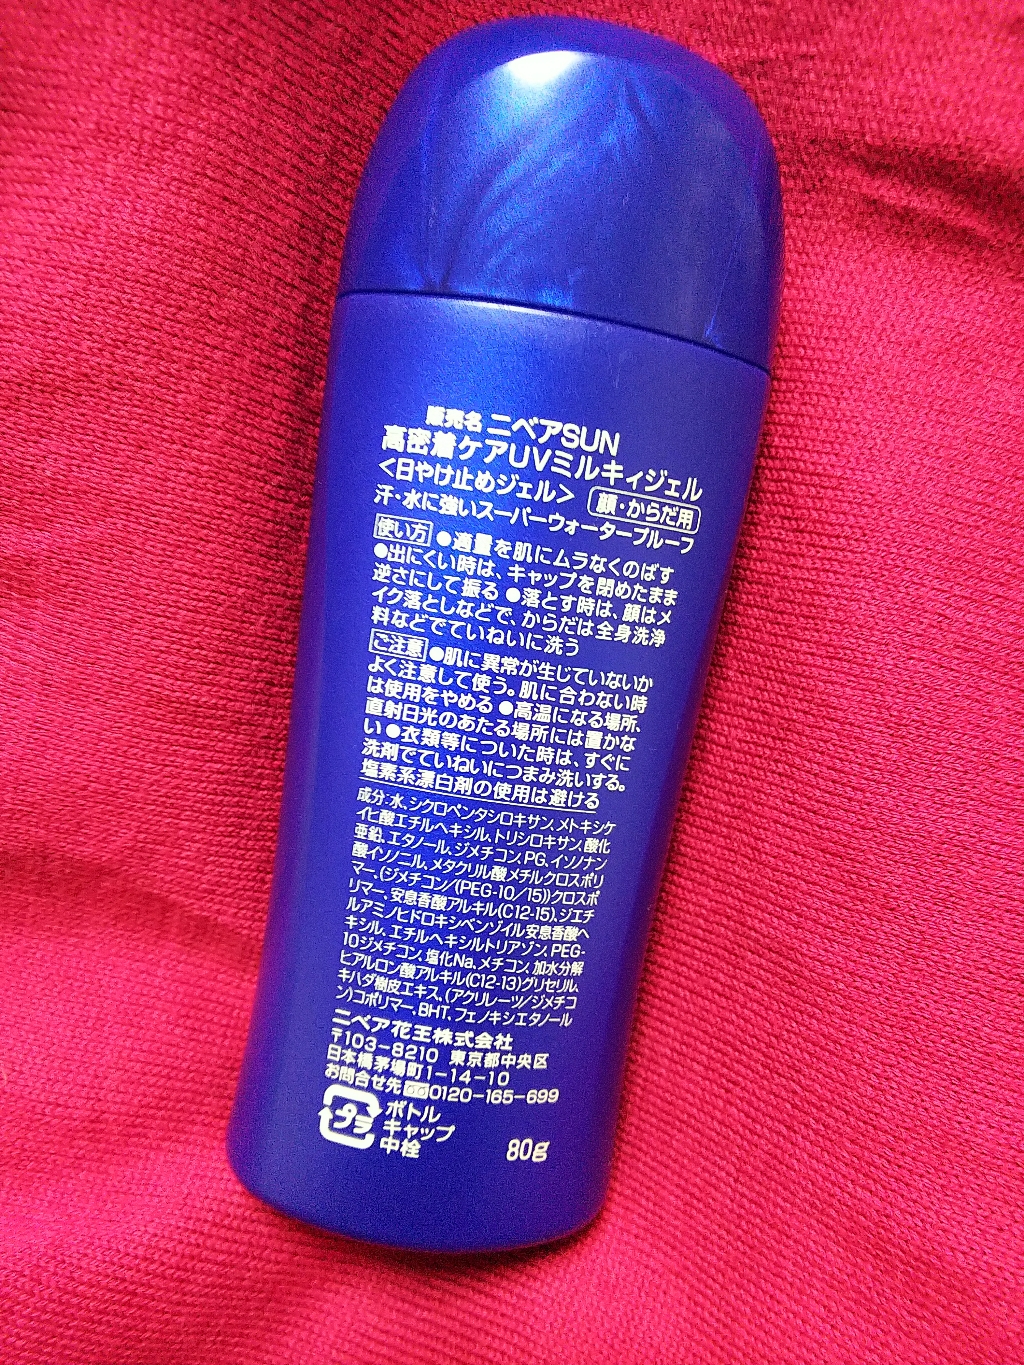 販売名 ニベアSUN
高密着ケアUVミルキィジェル
<日やけ止めジェル> 顔・からだ用
汗・水に強いスーパーウォータープルーフ
使い方 ●適量を肌にムラなくのばす
●出にくい時は、キャップを閉めたまま
逆さにして振る ●落とす時は、顔はメ
イク落としなどで、からだは全身洗浄
料などでていねいに洗う
ご注意 ●肌に異常が生じていないか
よく注意して使う。肌に合わない時
は使用をやめる ●高温になる場所、
直射日光のあたる場所には置かな
い ●衣類等についた時は、すぐに
洗剤でていねいにつまみ洗いする。
塩素系漂白剤の使用は避ける
成分:水、シクロペンタシロキサン、メトキシケ
イヒ酸エチルヘキシル、トリシロキサン、酸化
亜鉛、エタノール、ジメチコン、PG、イソノナン
酸イソノニル、メタクリル酸メチルクロスポリ
マー、(ジメチコン/(PEG-10/15))クロスポ
リマー、安息香酸アルキル(C12-15)、ジエチ
ルアミノヒドロキシベンゾイル安息香酸ヘ
キシル、エチルヘキシルトリアゾン、PEG-
10ジメチコン、塩化Na、メチコン、加水分解
ヒアルロン酸アルキル(C12-13)グリセリル、
キハダ樹皮エキス、(アクリレーツ/ジメチコ
ン)コポリマー、BHT、フェノキシエタノール
ニベア花王株式会社
〒103-8210 東京都中央区
日本橋茅場町1-14-10
お問合せ先 0120-165-699
プラ ボトル
キャップ
中栓
80g